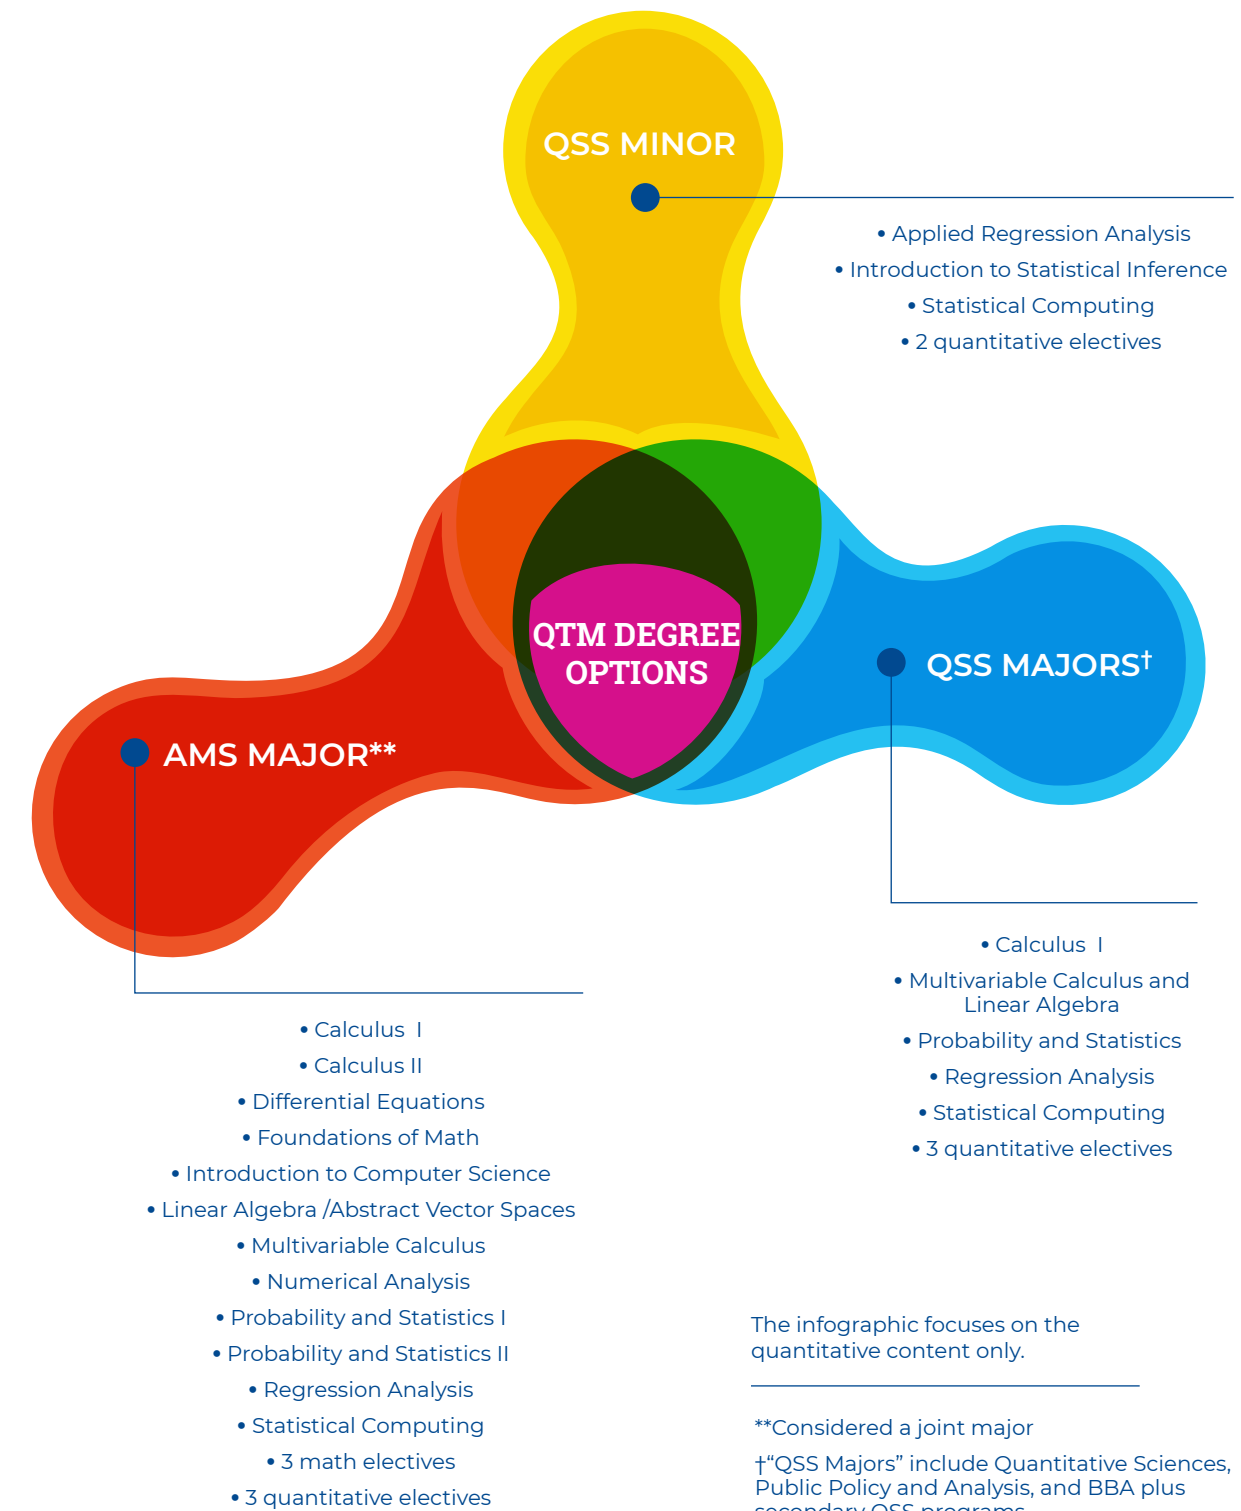 QSS MINOR
• Applied Regression Analysis
• Introduction to Statistical Inference
• Statistical Computing
• 2 quantitative electives
QTM DEGREE
OPTIONS
QSS MAJORS†
AMS MAJOR**
• Calculus I
• Multivariable Calculus and
Linear Algebra
• Probability and Statistics
• Regression Analysis
• Statistical Computing
• 3 quantitative electives
• Calculus I
• Calculus II
• Differential Equations
• Foundations of Math
• Introduction to Computer Science
• Linear Algebra /Abstract Vector Spaces
• Multivariable Calculus
• Numerical Analysis
• Probability and Statistics I
• Probability and Statistics II
• Regression Analysis
• Statistical Computing
• 3 math electives
• 3 quantitative electives
The infographic focuses on the
quantitative content only.
**Considered a joint major
†“QSS Majors” include Quantitative Sciences,
Public Policy and Analysis, and BBA plus
secondary QSS programs